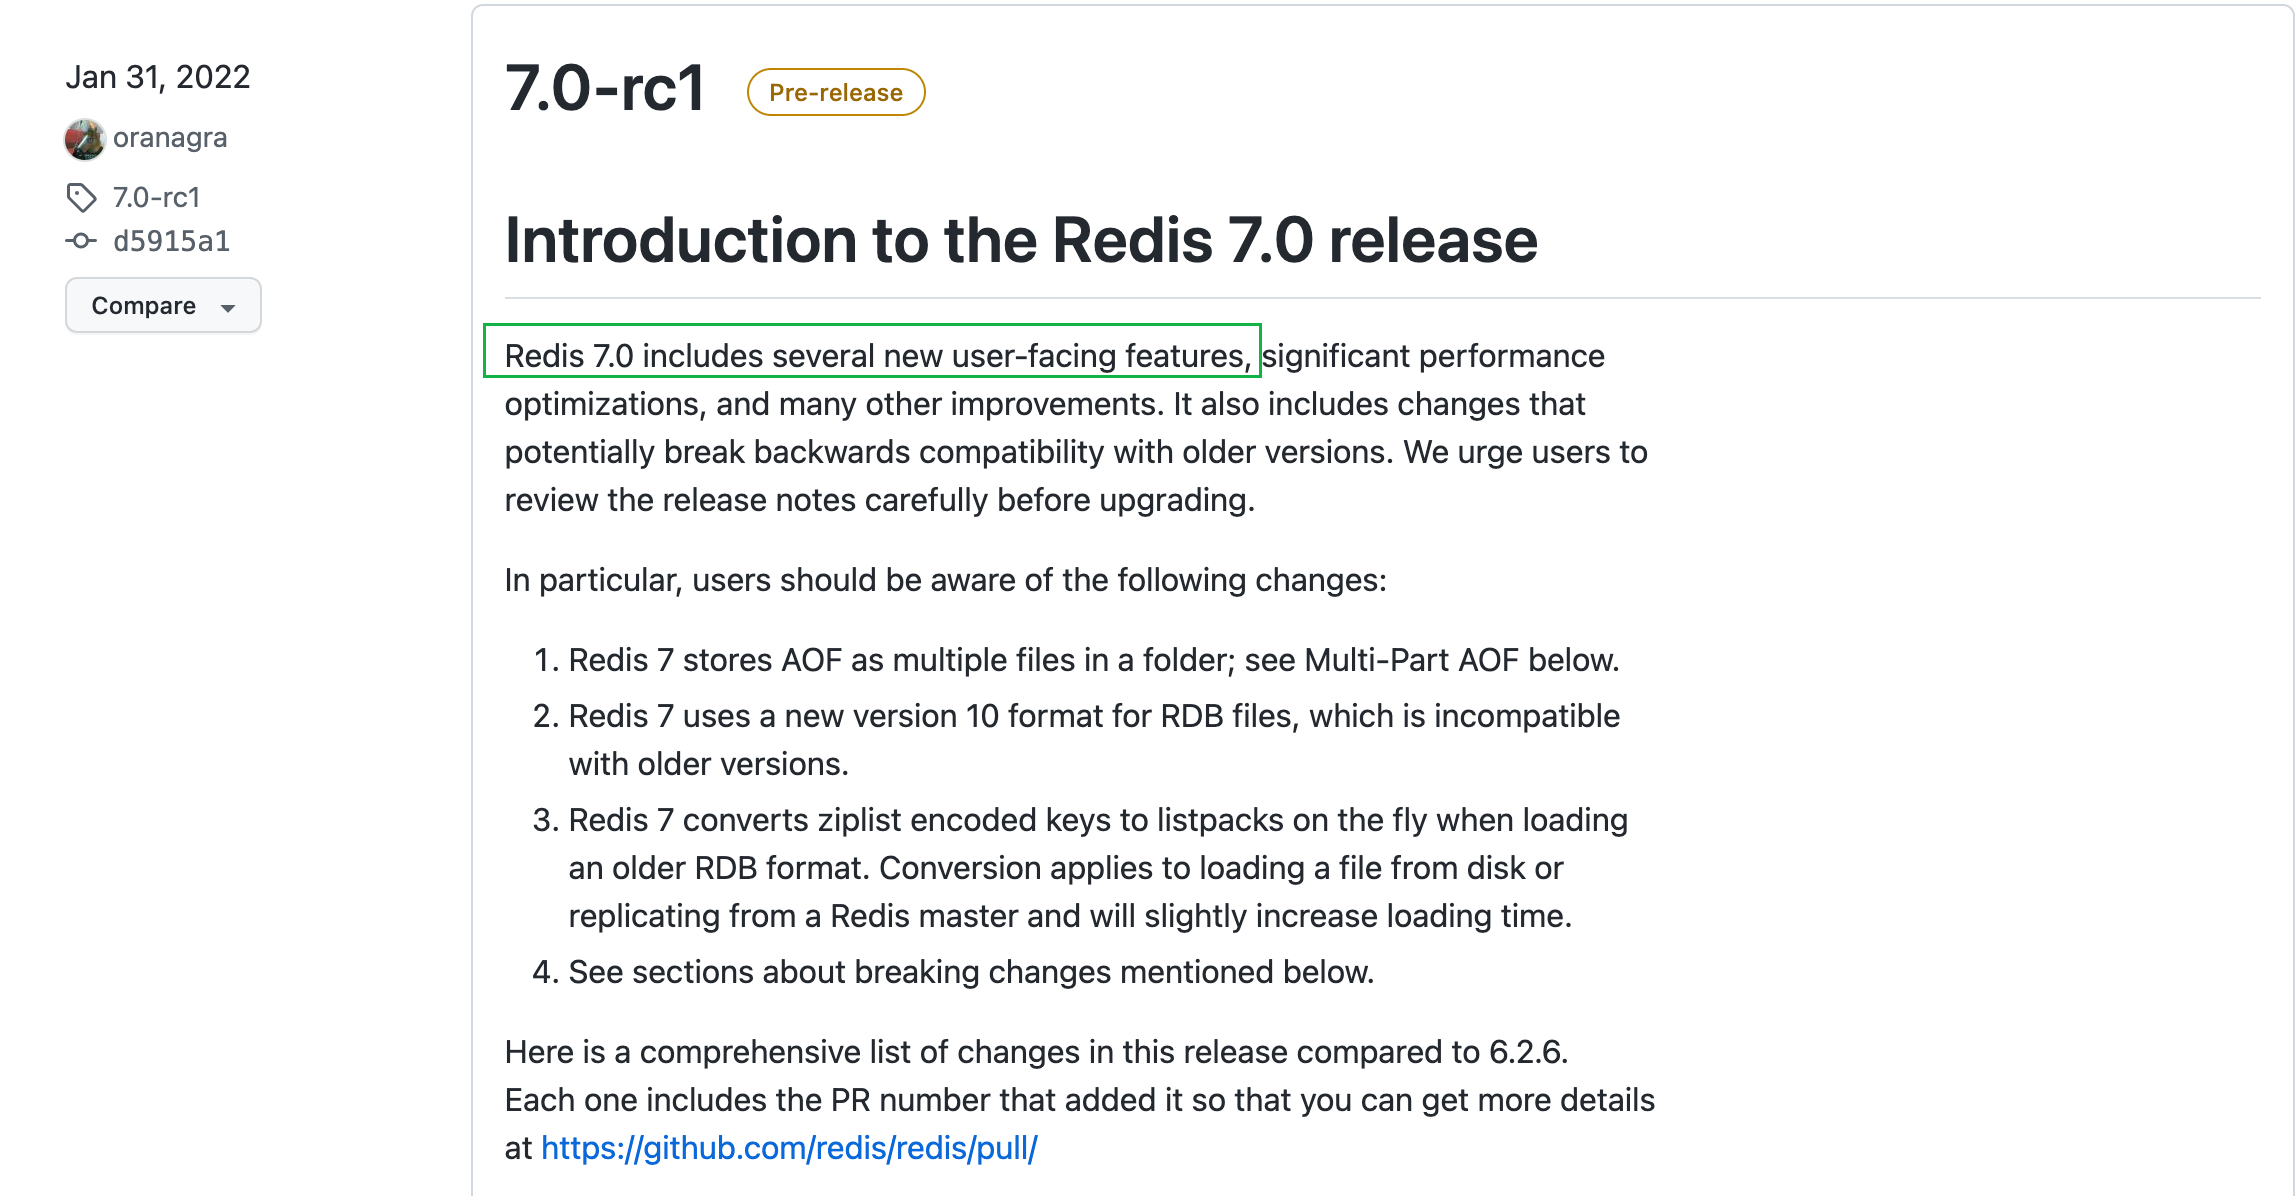 Jan 31, 2022
oranagra
7.0-rc1
d5915a1
Compare
7.0-rc1 Pre-release
Introduction to the Redis 7.0 release
Redis 7.0 includes several new user-facing features, significant performance
optimizations, and many other improvements. It also includes changes that
potentially break backwards compatibility with older versions. We urge users to
review the release notes carefully before upgrading.
In particular, users should be aware of the following changes:
1. Redis 7 stores AOF as multiple files in a folder; see Multi-Part AOF below.
2. Redis 7 uses a new version 10 format for RDB files, which is incompatible
with older versions.
3. Redis 7 converts ziplist encoded keys to listpacks on the fly when loading
an older RDB format. Conversion applies to loading a file from disk or
replicating from a Redis master and will slightly increase loading time.
4. See sections about breaking changes mentioned below.
Here is a comprehensive list of changes in this release compared to 6.2.6.
Each one includes the PR number that added it so that you can get more details
at https://github.com/redis/redis/pull/